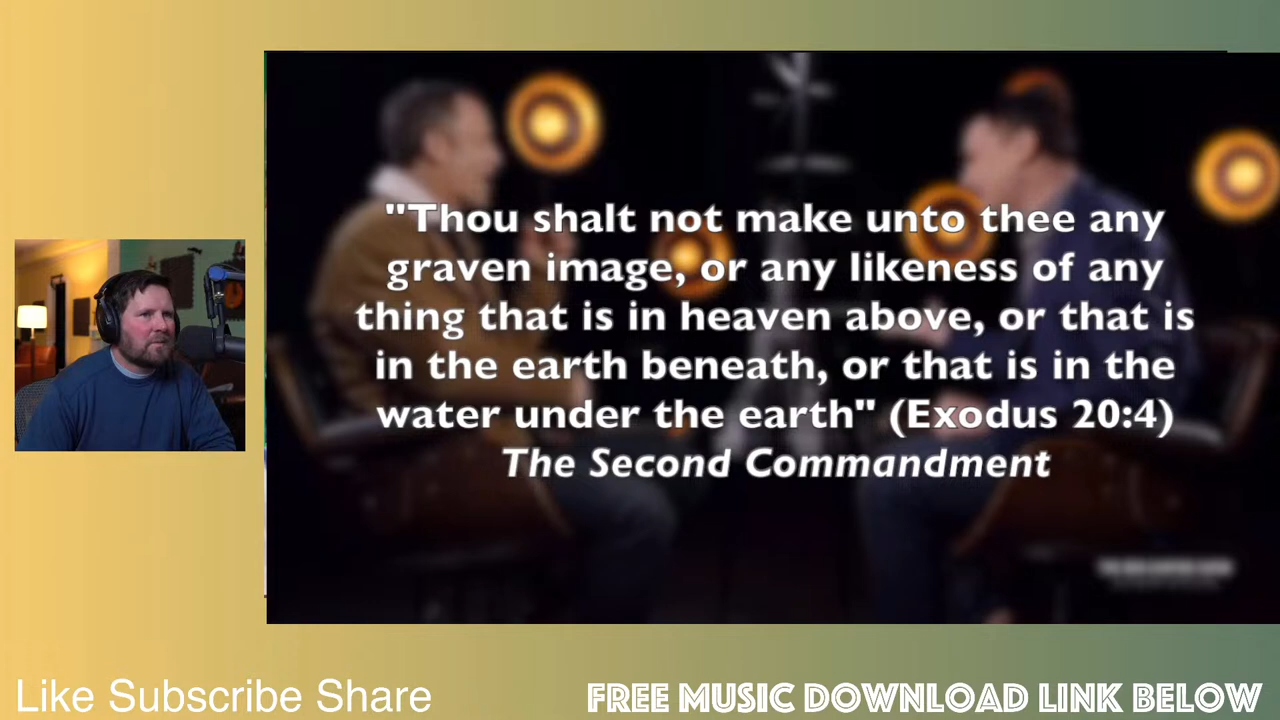 "Thou shalt not make unto thee any
graven image, or any likeness of any
thing that is in heaven above, or that is
in the earth beneath, or that is in the
water under the earth" (Exodus 20:4)
The Second Commandment
Like Subscribe Share
FREE MUSIC DOWNLOAD LINK BELOW